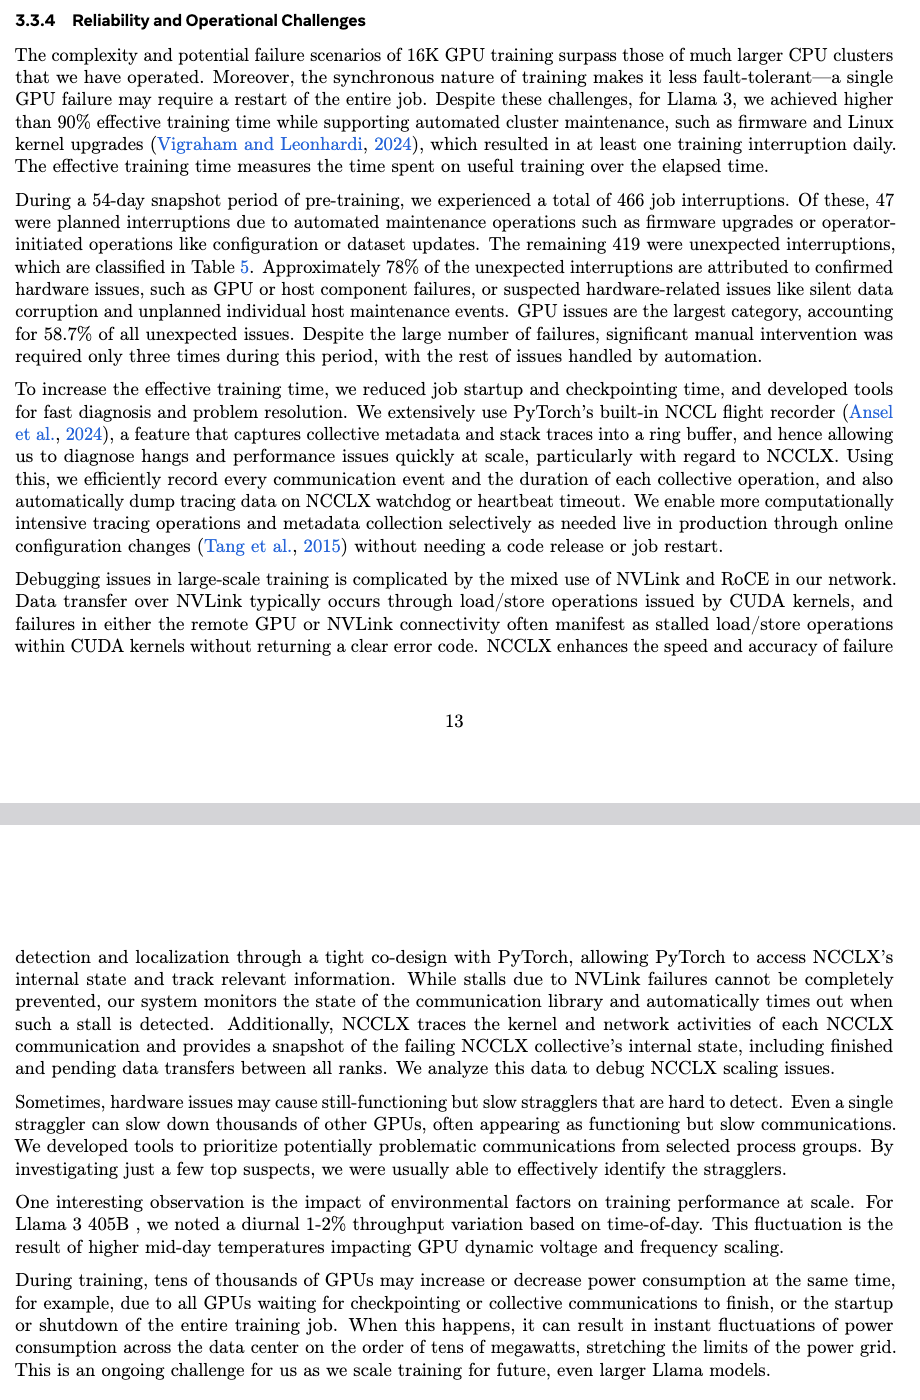 3.3.4 Reliability and Operational Challenges
The complexity and potential failure scenarios of 16K GPU training surpass those of much larger CPU clusters
that we have operated. Moreover, the synchronous nature of training makes it less fault-tolerant—a single
GPU failure may require a restart of the entire job. Despite these challenges, for Llama 3, we achieved higher
than 90% effective training time while supporting automated cluster maintenance, such as firmware and Linux
kernel upgrades (Vigraham and Leonhardi, 2024), which resulted in at least one training interruption daily.
The effective training time measures the time spent on useful training over the elapsed time.
During a 54-day snapshot period of pre-training, we experienced a total of 466 job interruptions. Of these, 47
were planned interruptions due to automated maintenance operations such as firmware upgrades or operator-
initiated operations like configuration or dataset updates. The remaining 419 were unexpected interruptions,
which are classified in Table 5. Approximately 78% of the unexpected interruptions are attributed to confirmed
hardware issues, such as GPU or host component failures, or suspected hardware-related issues like silent data
corruption and unplanned individual host maintenance events. GPU issues are the largest category, accounting
for 58.7% of all unexpected issues. Despite the large number of failures, significant manual intervention was
required only three times during this period, with the rest of issues handled by automation.
To increase the effective training time, we reduced job startup and checkpointing time, and developed tools
for fast diagnosis and problem resolution. We extensively use PyTorch's built-in NCCL flight recorder (Ansel
et al., 2024), a feature that captures collective metadata and stack traces into a ring buffer, and hence allowing
us to diagnose hangs and performance issues quickly at scale, particularly with regard to NCCLX. Using
this, we efficiently record every communication event and the duration of each collective operation, and also
automatically dump tracing data on NCCLX watchdog or heartbeat timeout. We enable more computationally
intensive tracing operations and metadata collection selectively as needed live in production through online
configuration changes (Tang et al., 2015) without needing a code release or job restart.
Debugging issues in large-scale training is complicated by the mixed use of NVLink and RoCE in our network.
Data transfer over NVLink typically occurs through load/store operations issued by CUDA kernels, and
failures in either the remote GPU or NVLink connectivity often manifest as stalled load/store operations
within CUDA kernels without returning a clear error code. NCCLX enhances the speed and accuracy of failure
13
detection and localization through a tight co-design with PyTorch, allowing PyTorch to access NCCLX's
internal state and track relevant information. While stalls due to NVLink failures cannot be completely
prevented, our system monitors the state of the communication library and automatically times out when
such a stall is detected. Additionally, NCCLX traces the kernel and network activities of each NCCLX
communication and provides a snapshot of the failing NCCLX collective's internal state, including finished
and pending data transfers between all ranks. We analyze this data to debug NCCLX scaling issues.
Sometimes, hardware issues may cause still-functioning but slow stragglers that are hard to detect. Even a single
straggler can slow down thousands of other GPUs, often appearing as functioning but slow communications.
We developed tools to prioritize potentially problematic communications from selected process groups. By
investigating just a few top suspects, we were usually able to effectively identify the stragglers.
One interesting observation is the impact of environmental factors on training performance at scale. For
Llama 3 405B , we noted a diurnal 1-2% throughput variation based on time-of-day. This fluctuation is the
result of higher mid-day temperatures impacting GPU dynamic voltage and frequency scaling.
During training, tens of thousands of GPUs may increase or decrease power consumption at the same time,
for example, due to all GPUs waiting for checkpointing or collective communications to finish, or the startup
or shutdown of the entire training job. When this happens, it can result in instant fluctuations of power
consumption across the data center on the order of tens of megawatts, stretching the limits of the power grid.
This is an ongoing challenge for us as we scale training for future, even larger Llama models.